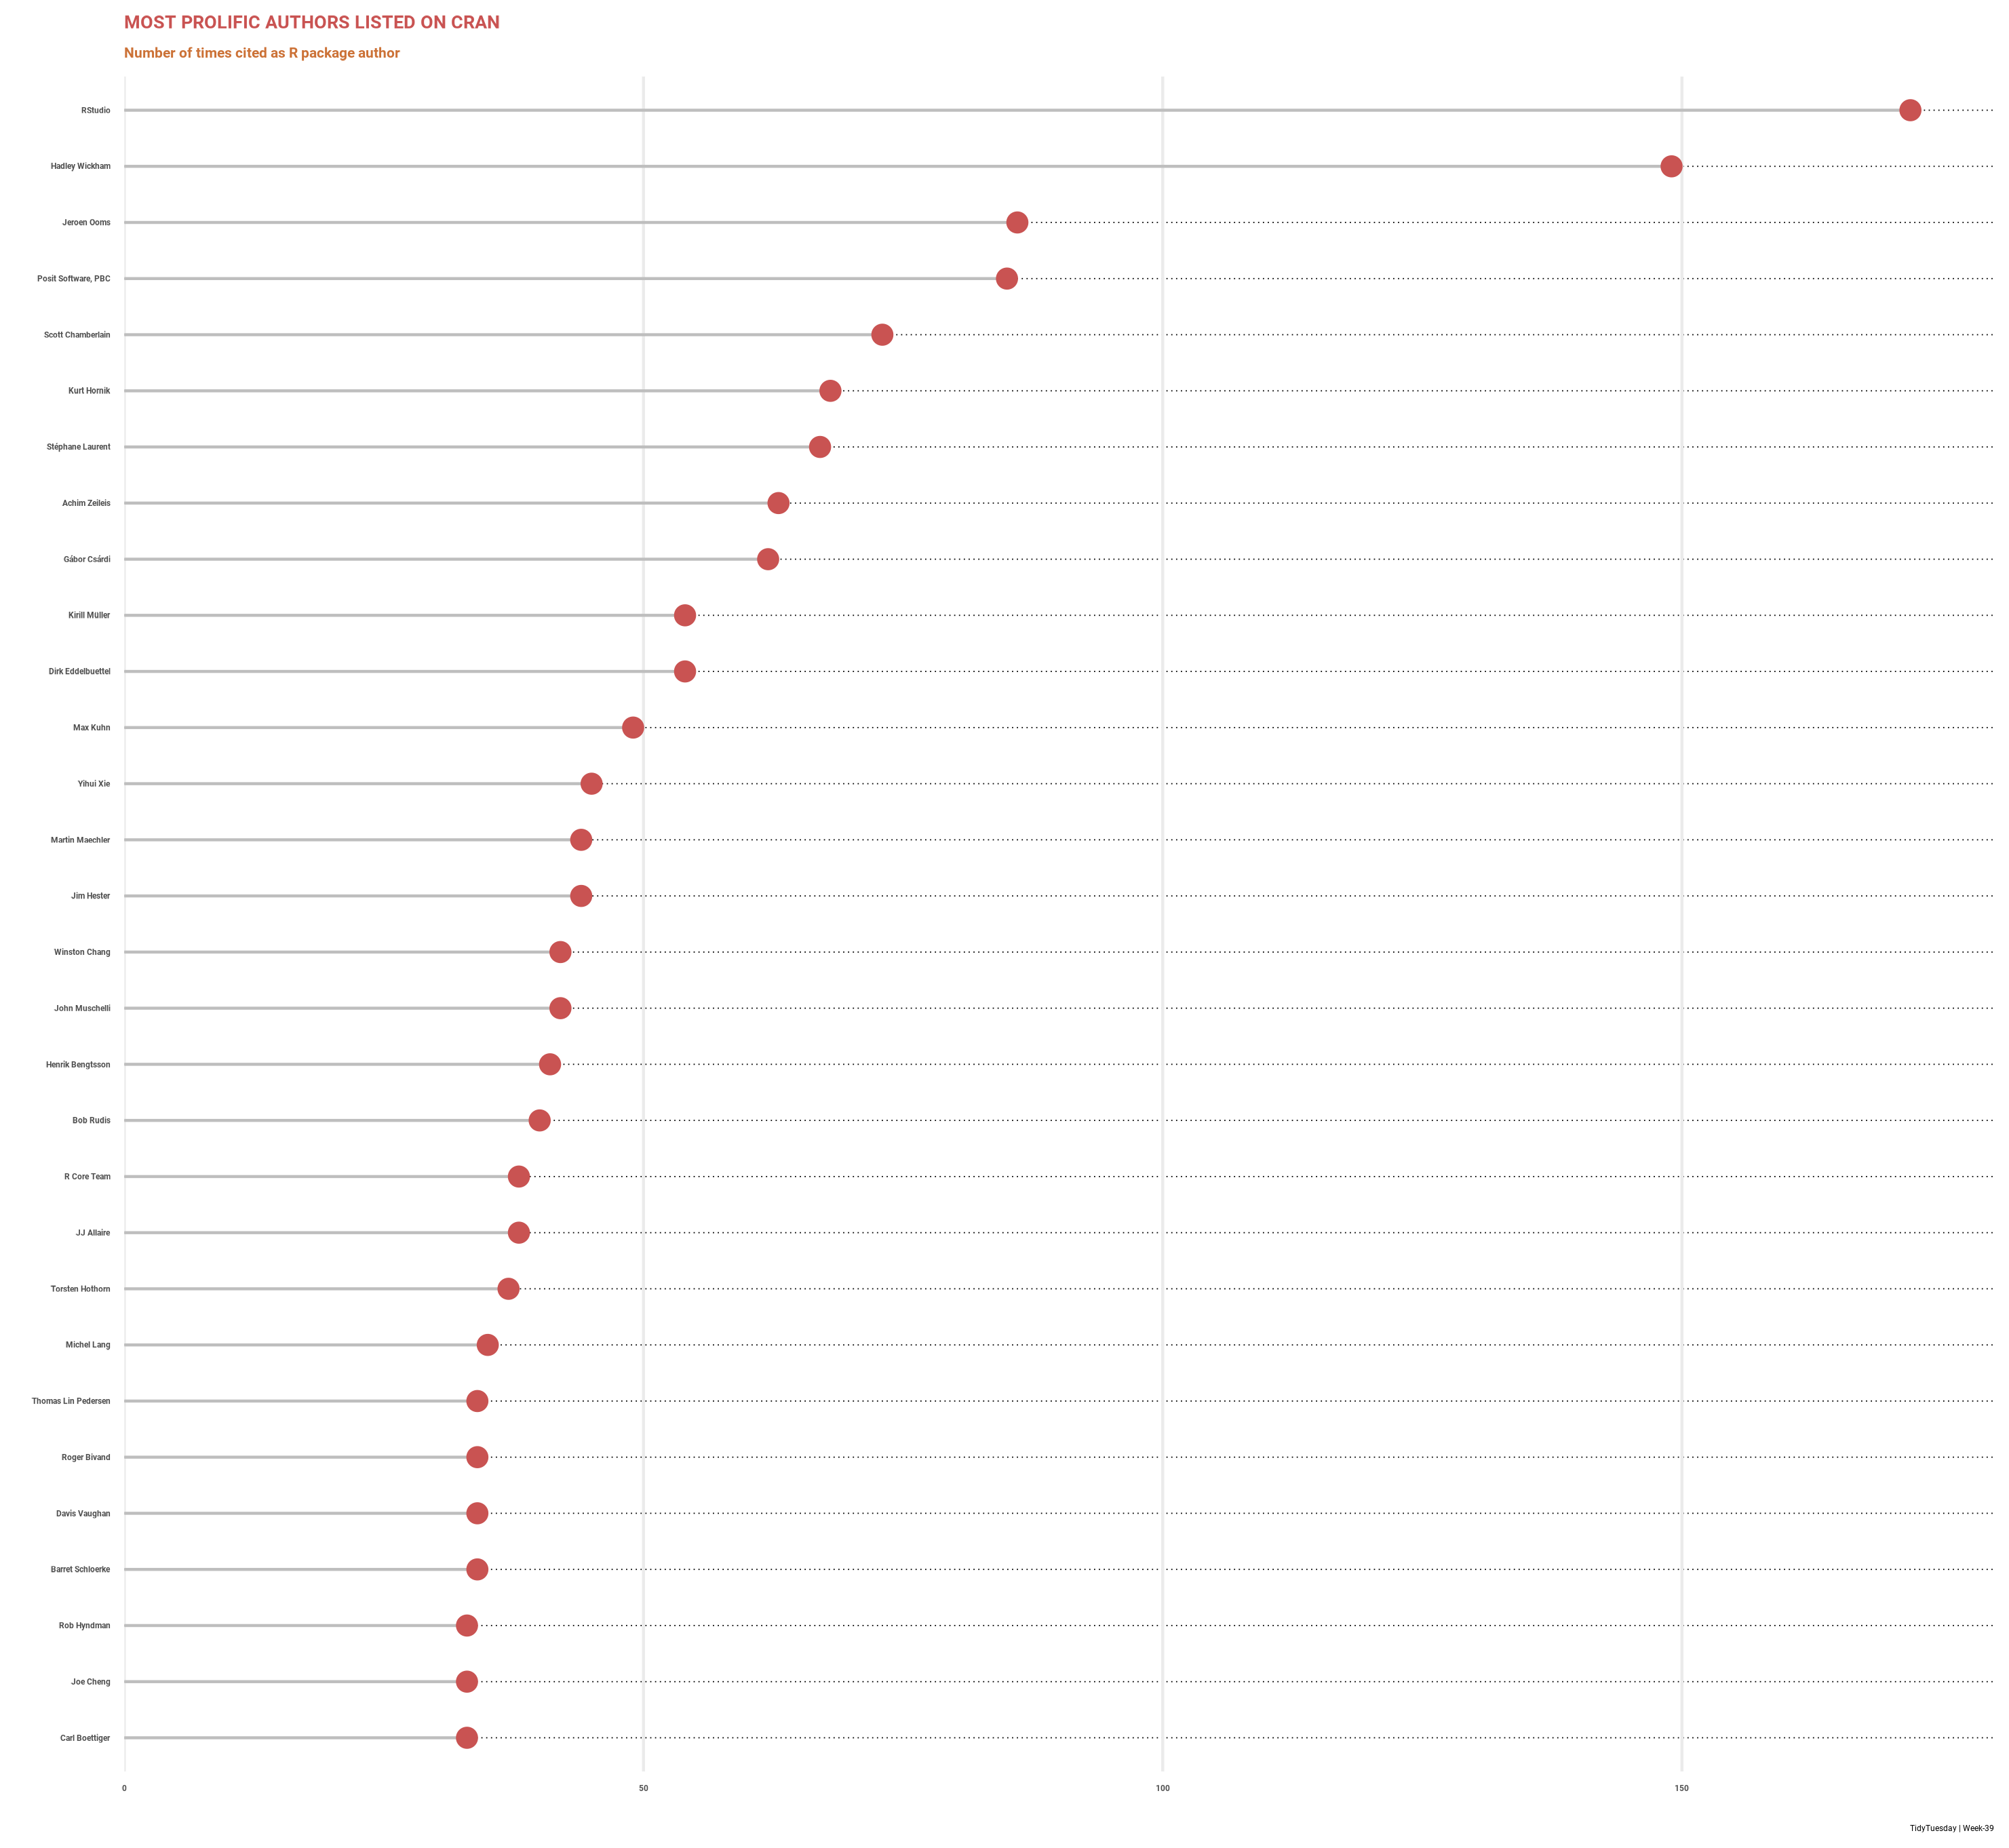 MOST PROLIFIC AUTHORS LISTED ON CRAN
Number of times cited as R package author
RStudio
Hadley Wickham
Jeroen Ooms
Posit Software, PBC
Scott Chamberlain
Kurt Hornik
Stéphane Laurent
Achim Zeileis
Gábor Csárdi
Kirill Müller
Dirk Eddelbuettel
Max Kuhn
Yihui Xie
Martin Maechler
Jim Hester
Winston Chang
John Muschelli
Henrik Bengtsson
Bob Rudis
R Core Team
JJ Allaire
Torsten Hothorn
Michel Lang
Thomas Lin Pedersen
Roger Bivand
Davis Vaughan
Barret Schloerke
Rob Hyndman
Joe Cheng
Carl Boettiger
0 50 100 150
TidyTuesday | Week-39